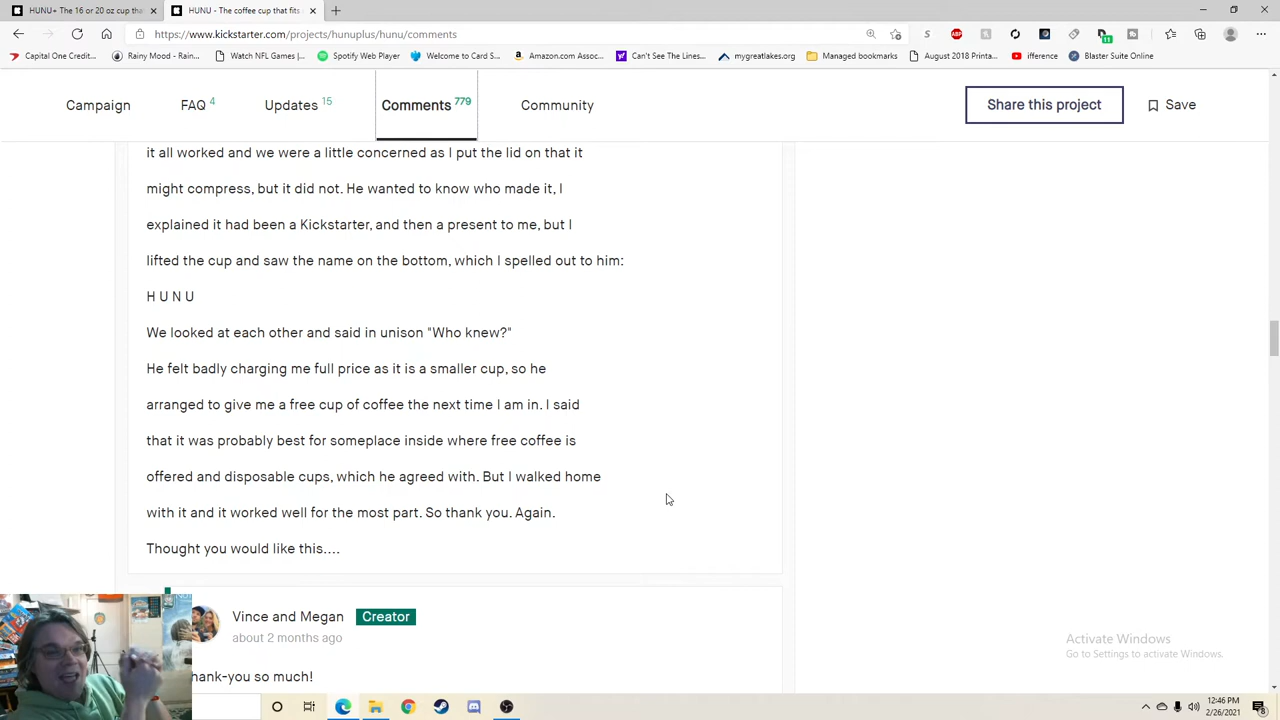 HUNU+ The 16 or 20 oz cup th
HUNU - The coffee cup that fits
https://www.kickstarter.com/projects/hunuplus/hunu/comments
Capital One Credit...
Rainy Mood - Rain...
Watch NFL Games |...
Spotify Web Player
Welcome to Card S...
Amazon.com Assoc...
Can't See The Lines...
mygreatlakes.org
Managed bookmarks
August 2018 Printa...
ifference
Blaster Suite Online
Campaign
FAQ 4
Updates 15
Comments 779
Community
Share this project
Save
it all worked and we were a little concerned as I put the lid on that it
might compress, but it did not. He wanted to know who made it, I
explained it had been a Kickstarter, and then a present to me, but I
lifted the cup and saw the name on the bottom, which I spelled out to him:
H U N U
We looked at each other and said in unison "Who knew?"
He felt badly charging me full price as it is a smaller cup, so he
arranged to give me a free cup of coffee the next time I am in. I said
that it was probably best for someplace inside where free coffee is
offered and disposable cups, which he agreed with. But I walked home
with it and it worked well for the most part. So thank you. Again.
Thought you would like this....
Vince and Megan Creator
about 2 months ago
hank-you so much!
Activate Windows
Go to Settings to activate Windows.
12:46 PM
2/26/2021